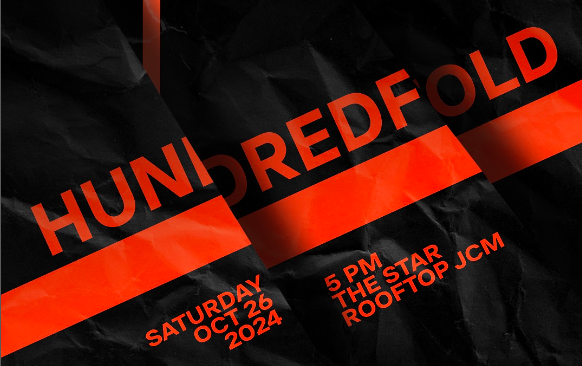 HUNDREDFOLD
SATURDAY
OCT 26
2024
5 PM
THE STAR
ROOFTOP JCM